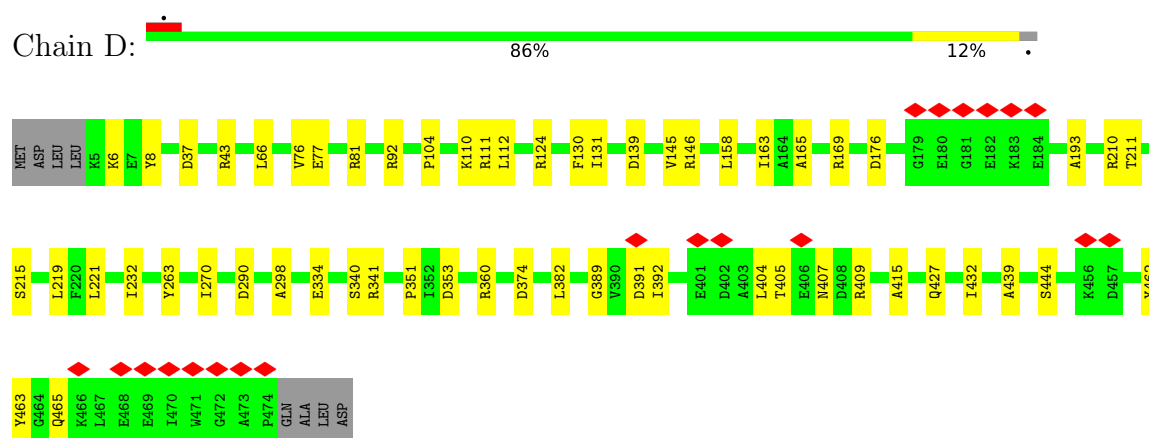 Chain D:
86%
12%
MET ASP LEU LEU K5 K6 E7 Y8 D37 R43 L66 V76 E77 R81 R92 P104 K110 R111 L112 R124 F130 I131 D139 V145 R146 L158 I163 A164 A165 R169 D176 G179 E180 G181 E182 K183 E184 A193 R210 T211
S215 L219 F220 L221 I232 Y263 I270 D290 A298 E334 S340 R341 P351 I352 D353 R360 D374 L382 G389 V390 D391 I392 E401 D402 A403 L404 T405 E406 N407 D408 R409 A415 Q427 I432 A439 S444 K456 D457
Y463 G464 Q465 K466 L467 E468 E469 I470 W471 G472 A473 P474 GLN ALA LEU ASP